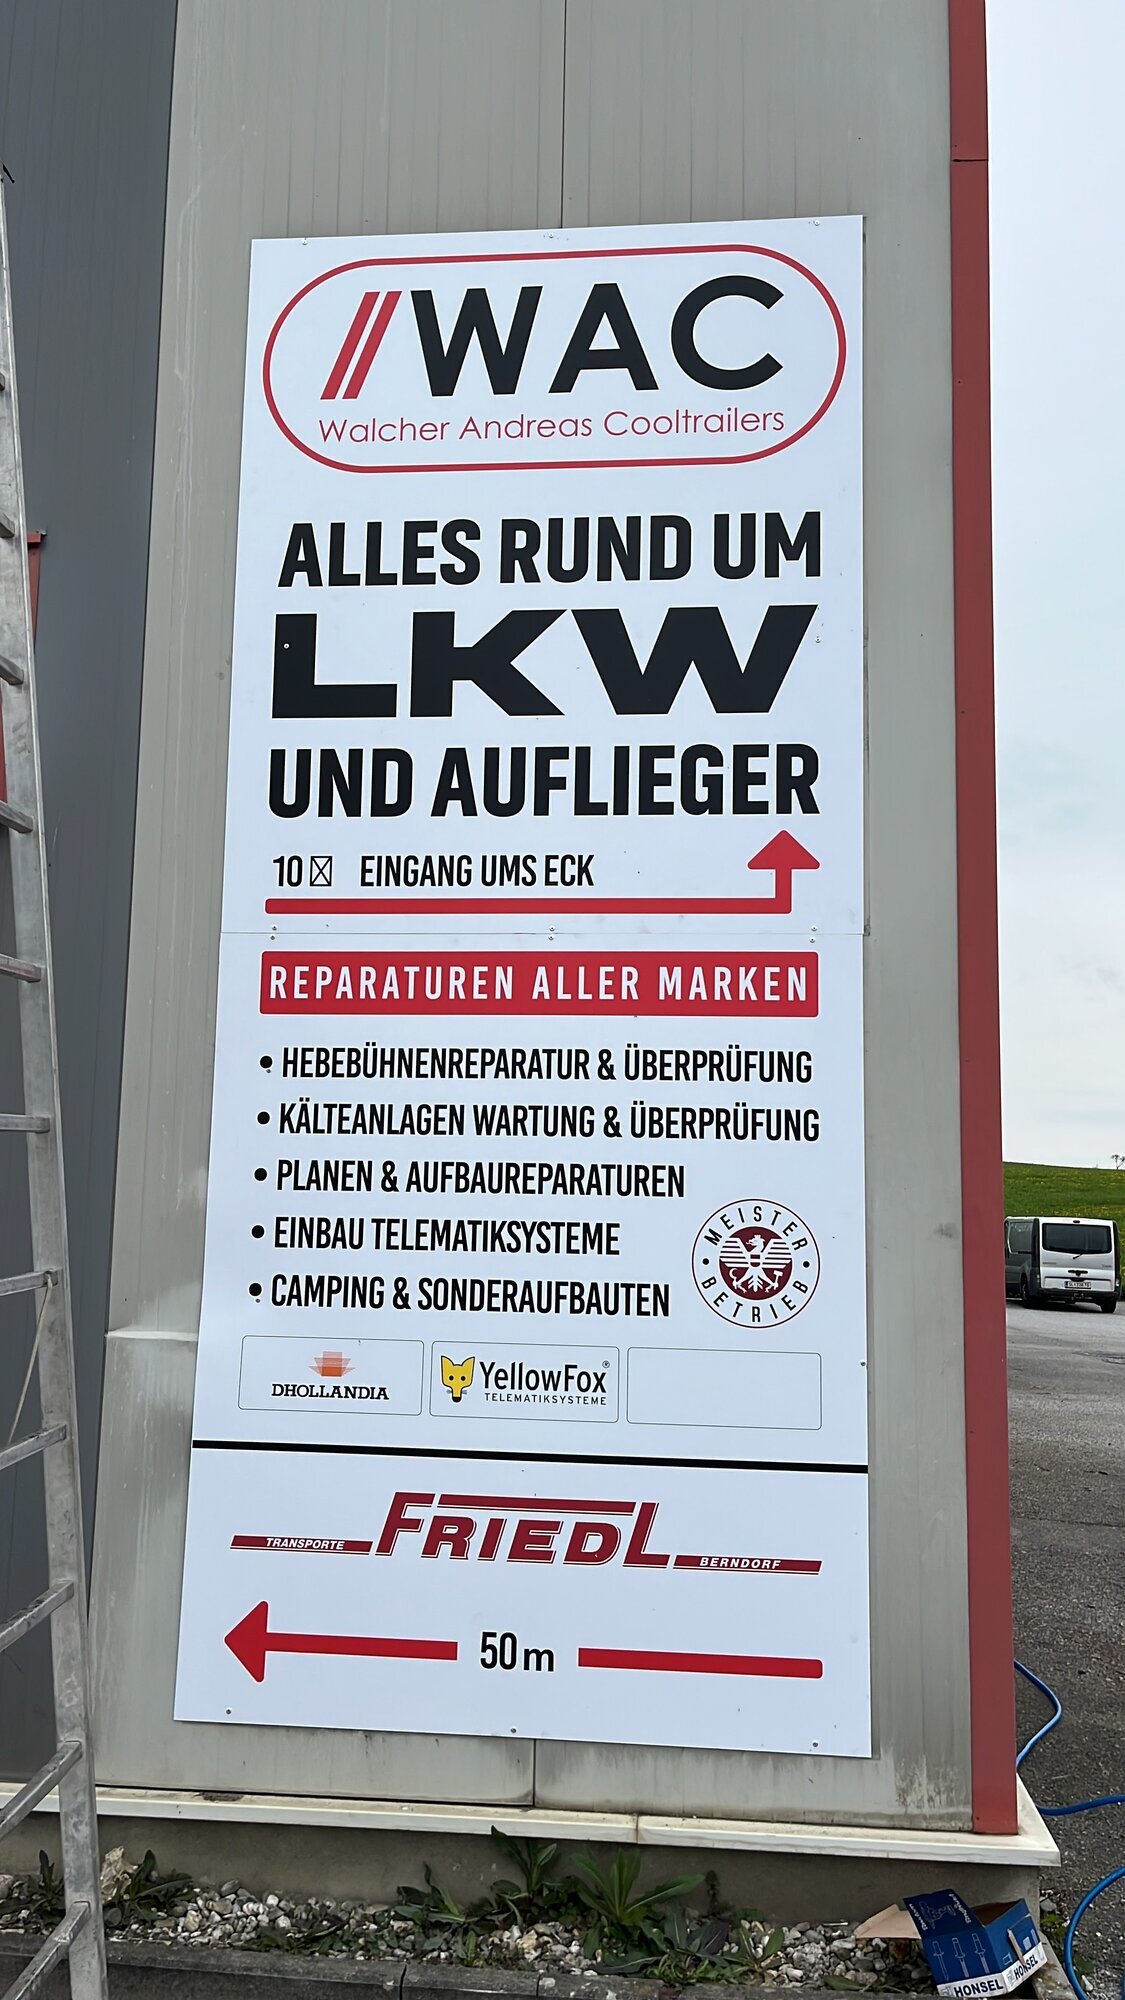 //WAC
Walcher Andreas Cooltrailers
ALLES RUND UM
LKW
UND AUFLIEGER
10☒ EINGANG UMS ECK
REPARATUREN ALLER MARKEN
• HEBEBÜHNENREPARATUR & ÜBERPRÜFUNG
• KÄLTEANLAGEN WARTUNG & ÜBERPRÜFUNG
• PLANEN & AUFBAUREPARATUREN
• EINBAU TELEMATIKSYSTEME
• CAMPING & SONDERAUFBAUTEN
MEISTER
BETRIEB
DHOLLANDIA
YellowFox®
TELEMATIKSYSTEME
TRANSPORTE FRIEDL BERNDORF
50m
HONSEL